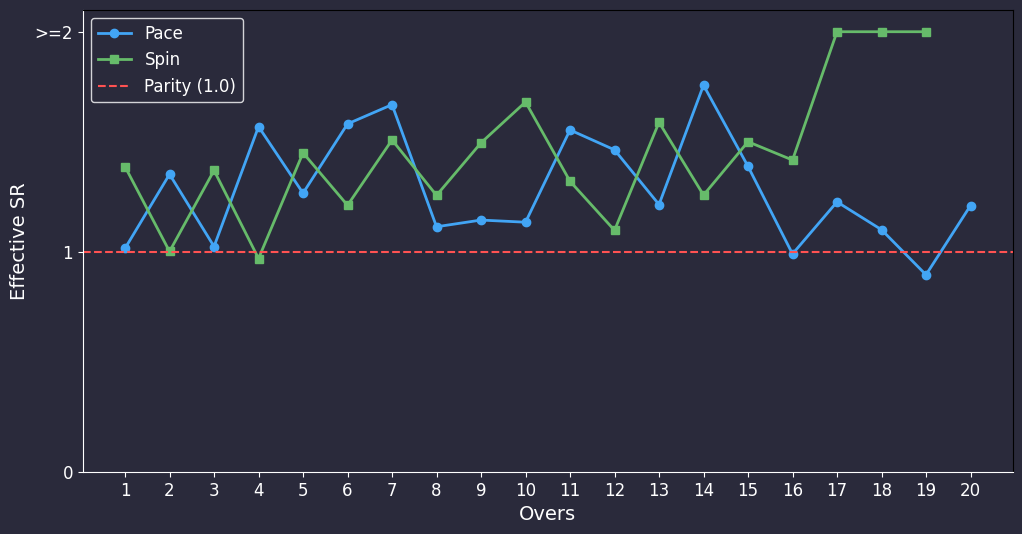 >=2
1
0
Effective SR
Pace
Spin
Parity (1.0)
1 2 3 4 5 6 7 8 9 10 11 12 13 14 15 16 17 18 19 20
Overs